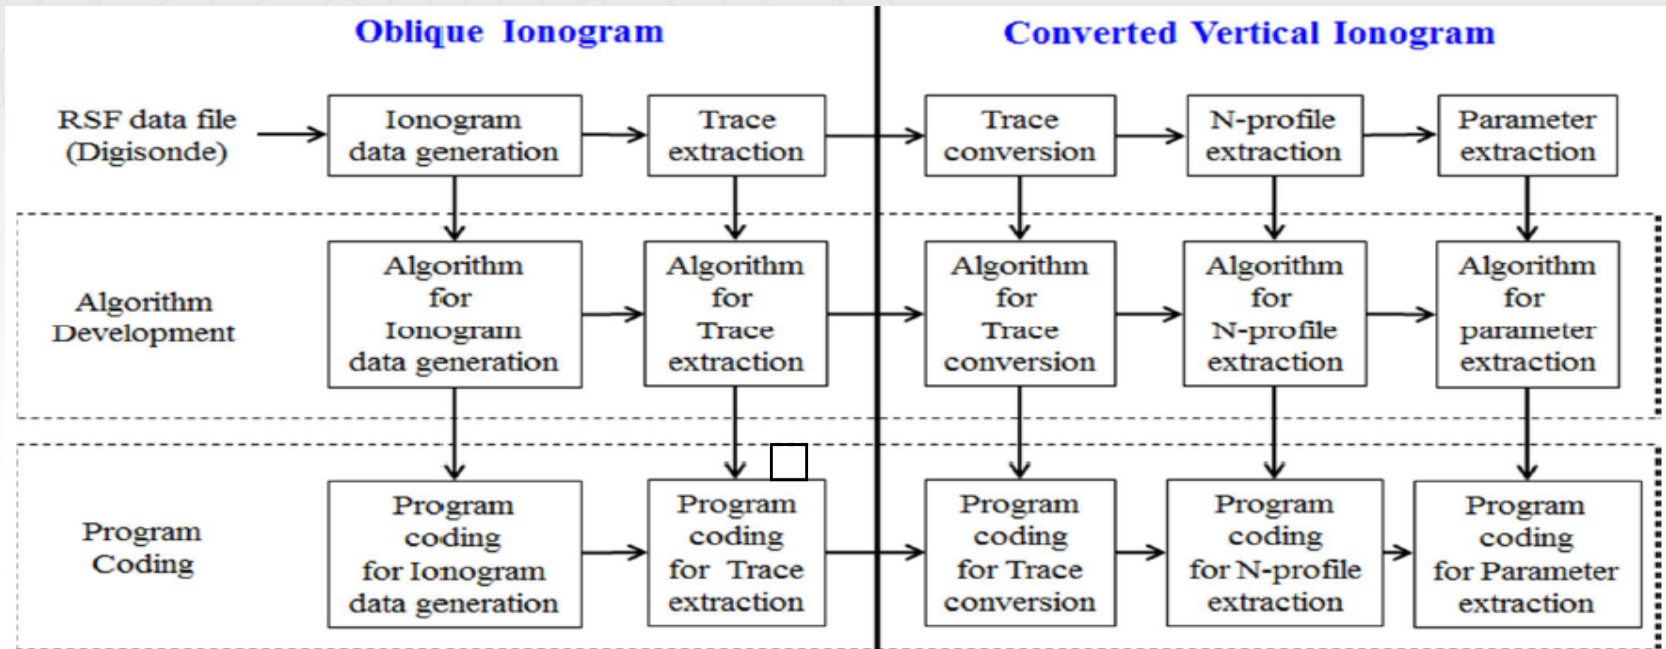 Oblique Ionogram
Converted Vertical Ionogram
RSF data file
(Digisonde)
Ionogram
data generation
Trace
extraction
Trace
conversion
N-profile
extraction
Parameter
extraction
Algorithm
Development
Algorithm
for
Ionogram
data generation
Algorithm
for
Trace
extraction
Algorithm
for
Trace
conversion
Algorithm
for
N-profile
extraction
Algorithm
for
parameter
extraction
Program
Coding
Program
coding
for Ionogram
data generation
Program
coding
for Trace
extraction
Program
coding
for Trace
conversion
Program
coding
for N-profile
extraction
Program
coding
for Parameter
extraction